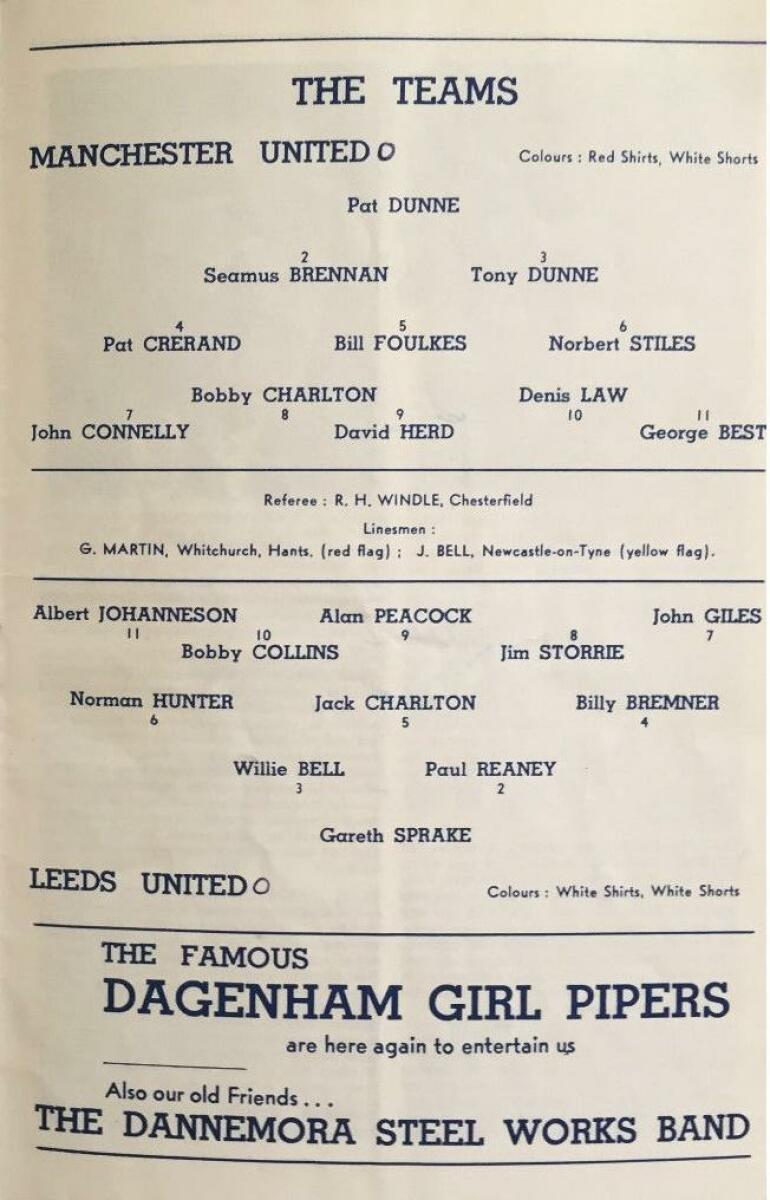 THE TEAMS
MANCHESTER UNITED 0
Colours : Red Shirts, White Shorts
Pat DUNNE
2 3
Seamus BRENNAN Tony DUNNE
4 5 6
Pat CRERAND Bill FOULKES Norbert STILES
Bobby CHARLTON Denis LAW
7 8 9 10 11
John CONNELLY David HERD George BEST
Referee : R. H. WINDLE, Chesterfield
Linesmen :
G. MARTIN, Whitchurch, Hants. (red flag) ; J. BELL, Newcastle-on-Tyne (yellow flag).
Albert JOHANNESON Alan PEACOCK John GILES
11 10 9 8 7
Bobby COLLINS Jim STORRIE
Norman HUNTER Jack CHARLTON Billy BREMNER
6 5 4
Willie BELL Paul REANEY
3 2
Gareth SPRAKE
LEEDS UNITED 0
Colours : White Shirts, White Shorts
THE FAMOUS
DAGENHAM GIRL PIPERS
are here again to entertain us
Also our old Friends ...
THE DANNEMORA STEEL WORKS BAND